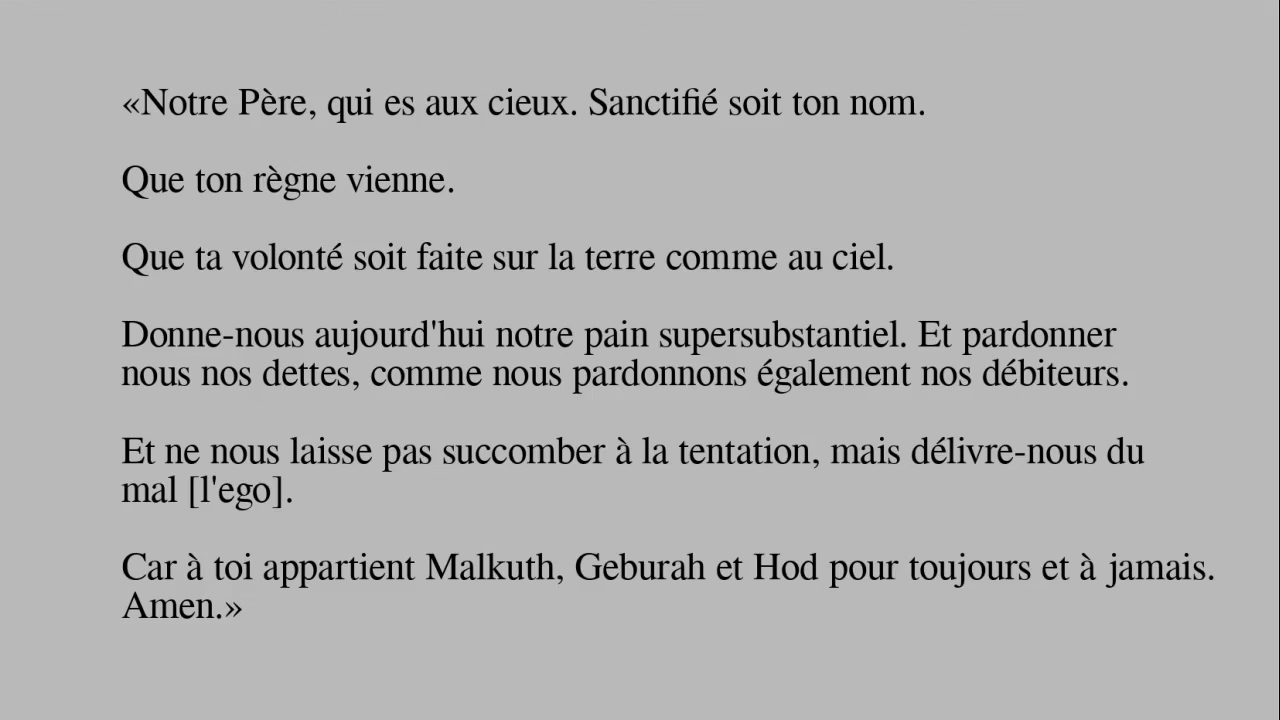 «Notre Père, qui es aux cieux. Sanctifié soit ton nom.
Que ton règne vienne.
Que ta volonté soit faite sur la terre comme au ciel.
Donne-nous aujourd'hui notre pain supersubstantiel. Et pardonner
nous nos dettes, comme nous pardonnons également nos débiteurs.
Et ne nous laisse pas succomber à la tentation, mais délivre-nous du
mal [l'ego].
Car à toi appartient Malkuth, Geburah et Hod pour toujours et à jamais.
Amen.»